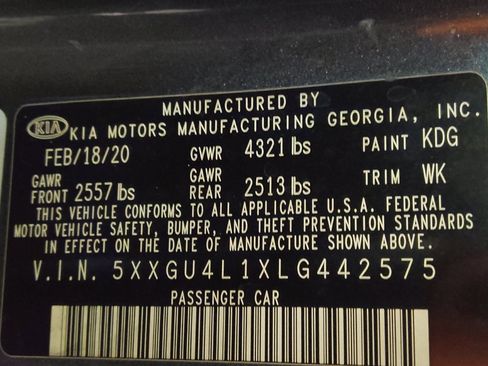 MANUFACTURED BY
KIA KIA MOTORS MANUFACTURING GEORGIA, INC.
FEB/18/20 GVWR 4321 lbs PAINT KDG
GAWR FRONT 2557 lbs GAWR REAR 2513 lbs TRIM WK
THIS VEHICLE CONFORMS TO ALL APPLICABLE U.S.A. FEDERAL
MOTOR VEHICLE SAFETY, BUMPER, AND THEFT PREVENTION STANDARDS
IN EFFECT ON THE DATE OF MANUFACTURE SHOWN ABOVE.
V.I.N. 5XXGU4L1XLG442575
PASSENGER CAR